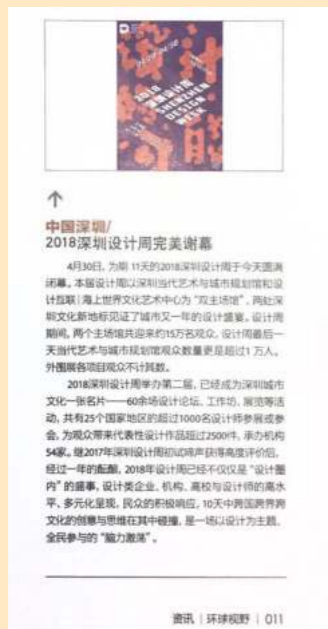 2018
深圳设计周
SHENZHEN
DESIGN
WEEK
中国深圳/
2018深圳设计周完美谢幕
4月30日，为期 11天的2018深圳设计周于今天圆满
闭幕。本届设计周以深圳当代艺术与城市规划馆和设
计互联|海上世界文化艺术中心为“双主场馆”，两处深
圳文化新地标见证了城市又一年的设计盛宴。设计周
期间，两个主场馆共迎来约15万名观众，设计周最后一
天当代艺术与城市规划馆观众数量更是超过1 万人。
外围展各项目观众不计其数。
2018深圳设计周举办第二届，已经成为深圳城市
文化一张名片——60余场设计论坛、工作坊、展览等活
动，共有25个国家地区的超过1000名设计师参展或参
会，为观众带来代表性设计作品超过2500件，承办机构
54家。继2017年深圳设计周初试啼声获得高度评价后，
经过一年的酝酿，2018年设计周已经不仅仅是“设计圈
内”的盛事，设计类企业、机构、高校与设计师的高水
平、多元化呈现，民众的积极响应，10天中跨国跨界跨
文化的创意与思维在其中碰撞，是一场以设计为主题、
全民参与的“脑力激荡”。
资讯 | 环球视野 | 011